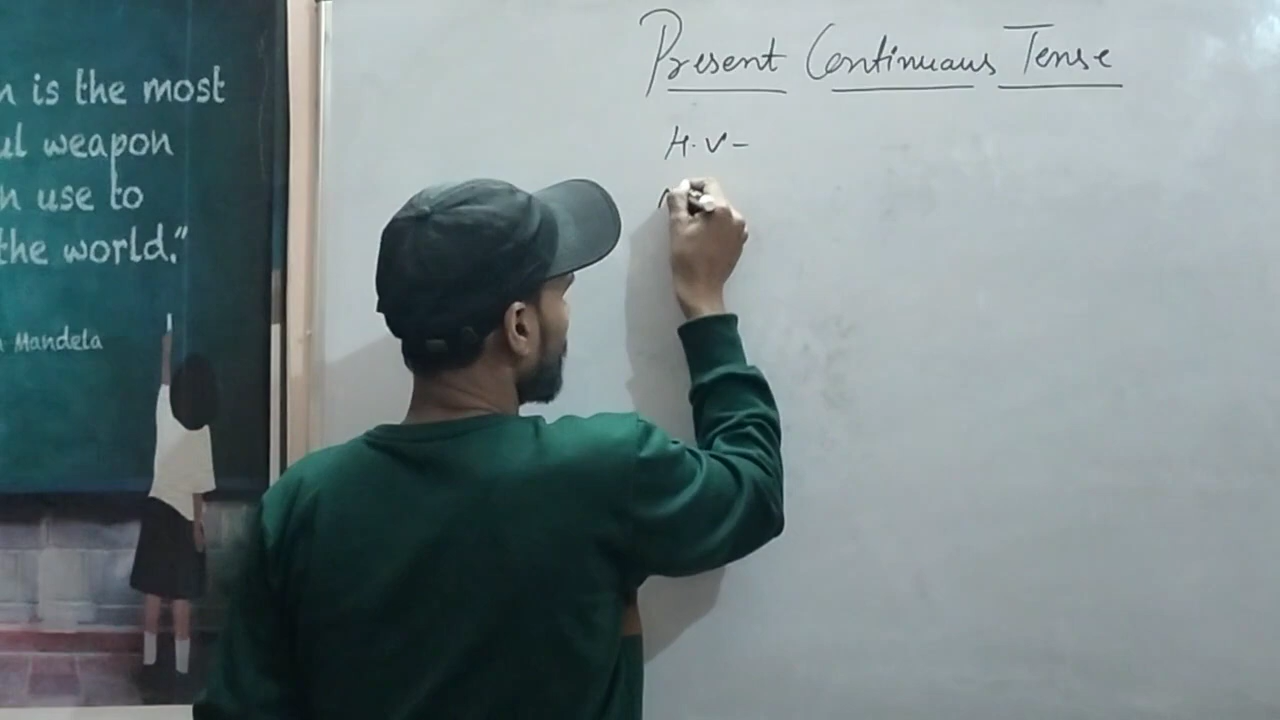 n is the most
ul weapon
n use to
the world."
Mandela
Present Continuous Tense
H.V-